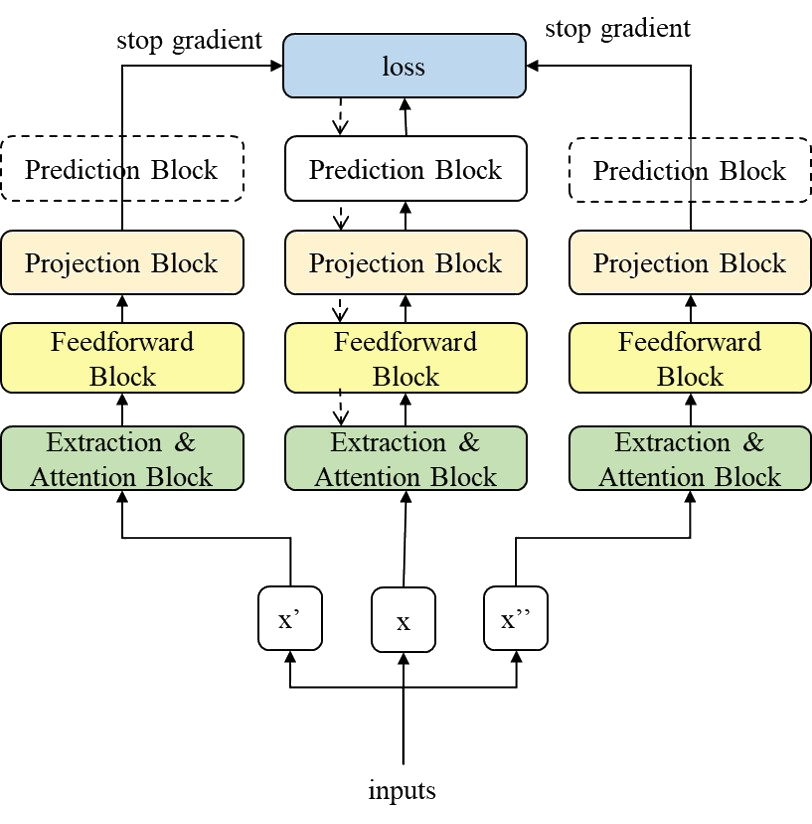 stop gradient
stop gradient
loss
Prediction Block
Prediction Block
Prediction Block
Projection Block
Projection Block
Projection Block
Feedforward
Block
Feedforward
Block
Feedforward
Block
Extraction &
Attention Block
Extraction &
Attention Block
Extraction &
Attention Block
x’
x
x’’
inputs